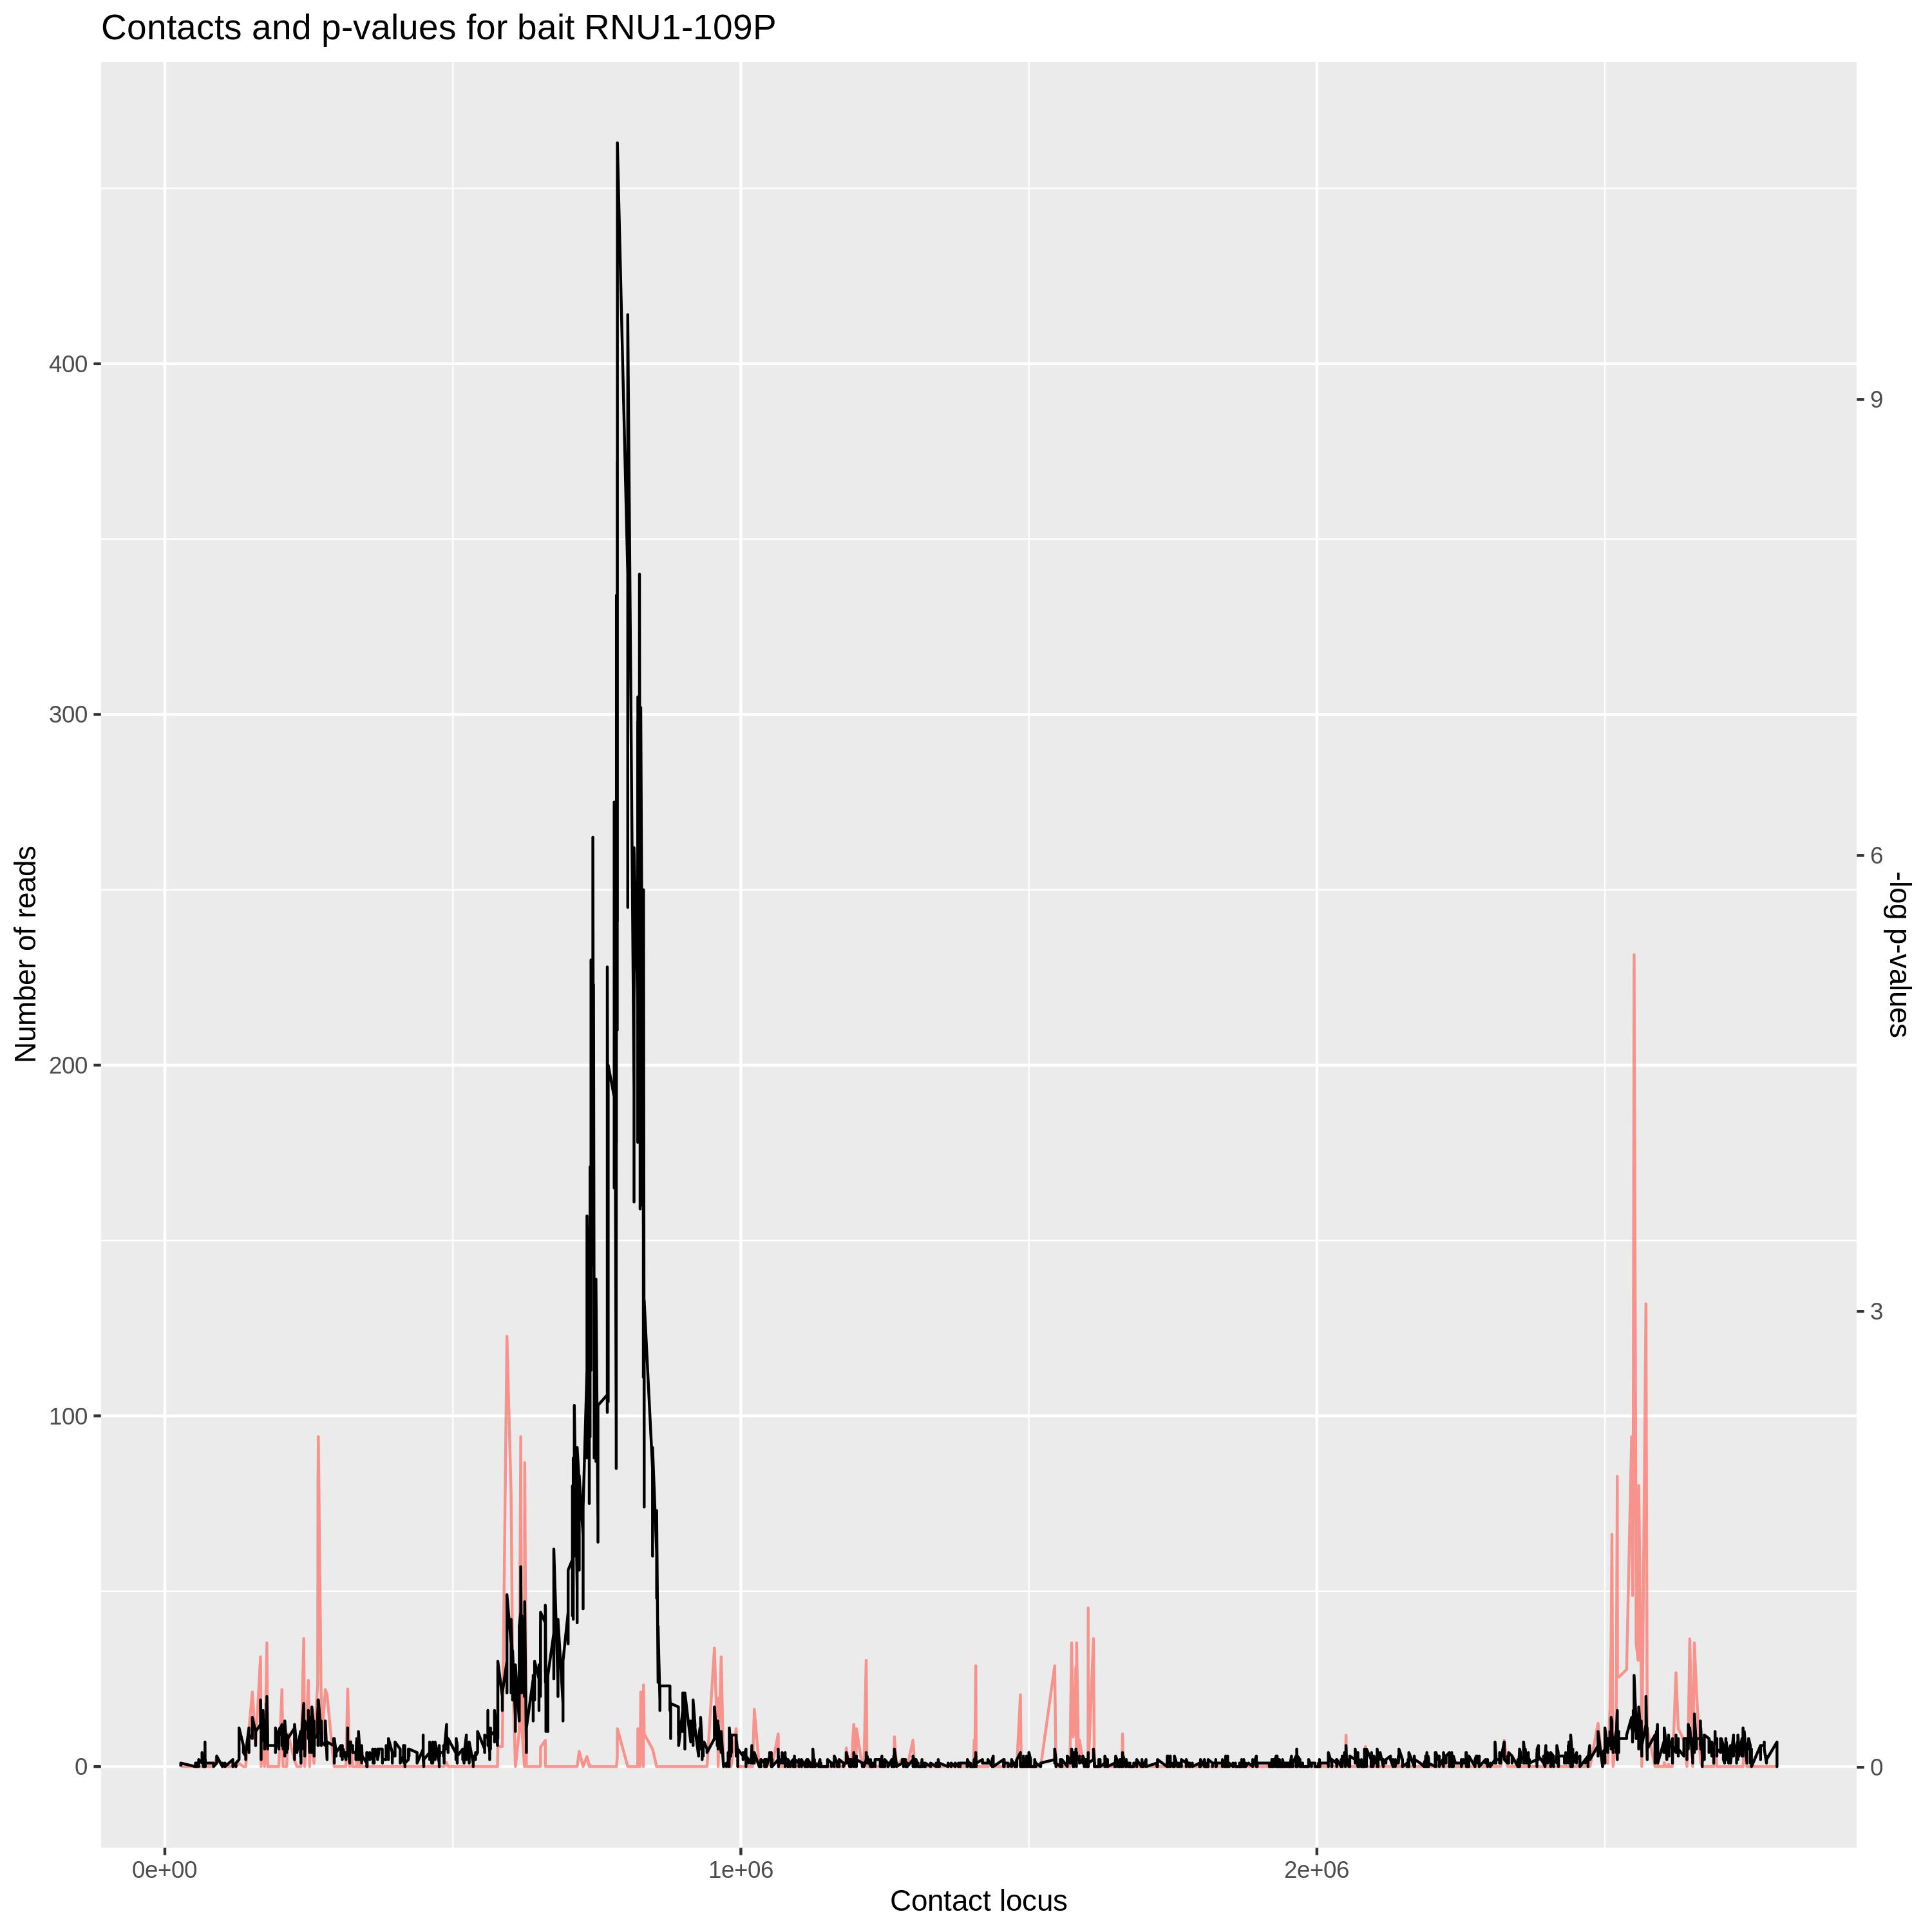 Contacts and p-values for bait RNU1-109P
400
300
200
100
0
9
6
3
0
Number of reads
-log p-values
0e+00
1e+06
2e+06
Contact locus